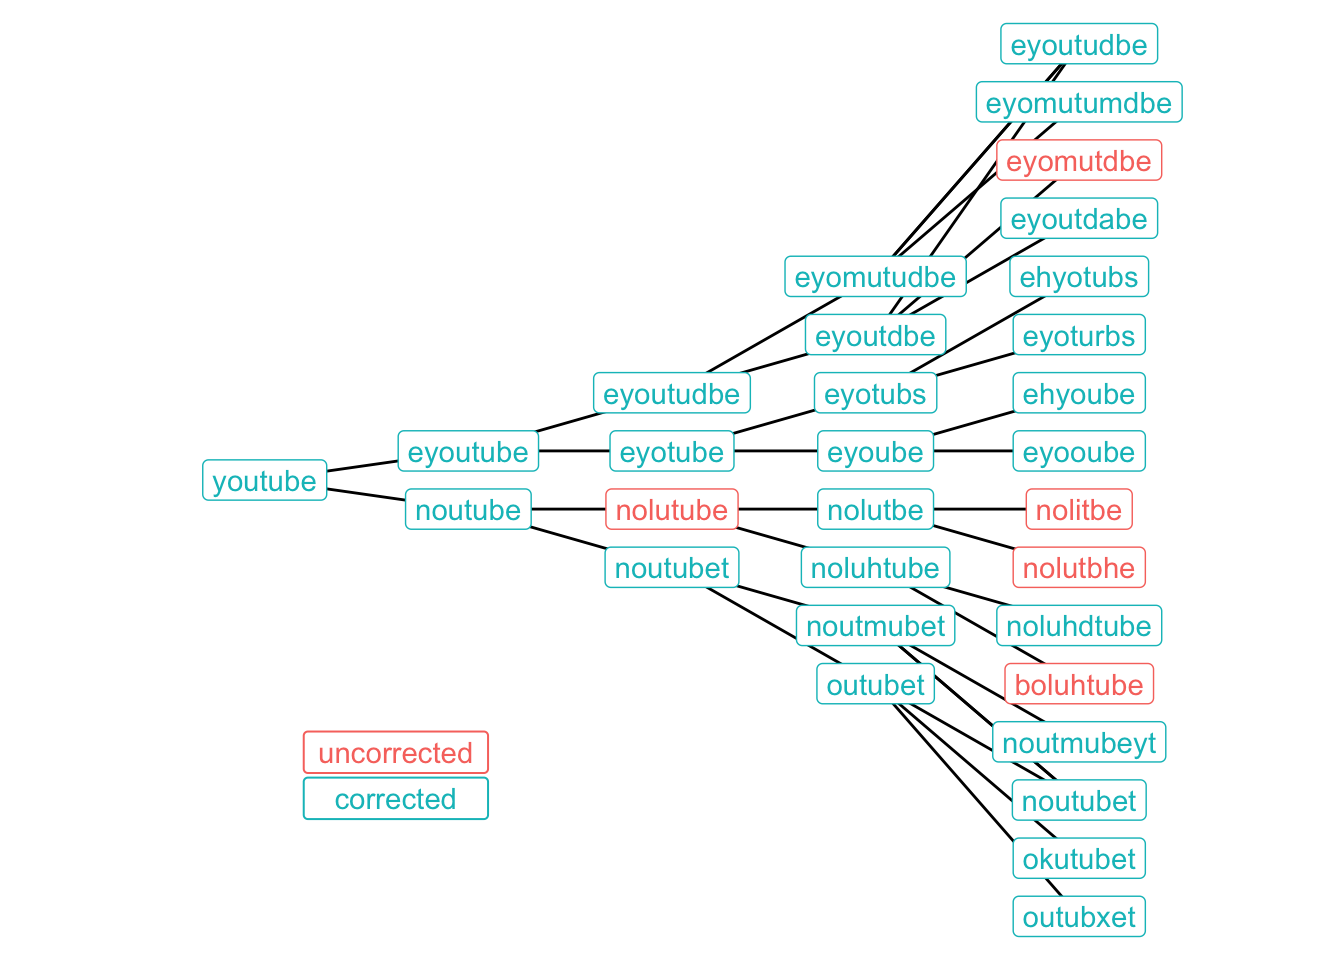 eyoutudbe
eyomutumdbe
eyomutdbe
eyoutdabe
eyomutudbe
ehyotubs
eyoutdbe
eyoturbs
eyoutudbe
eyotubs
ehyoube
eyoutube
eyotube
eyoube
eyooube
youtube
noutube
nolutube
nolutbe
nolitbe
noutubet
noluhtube
nolutbhe
noutmubet
noluhdtube
outubet
boluhtube
noutmubeyt
uncorrected
corrected
noutubet
okutubet
outubxet